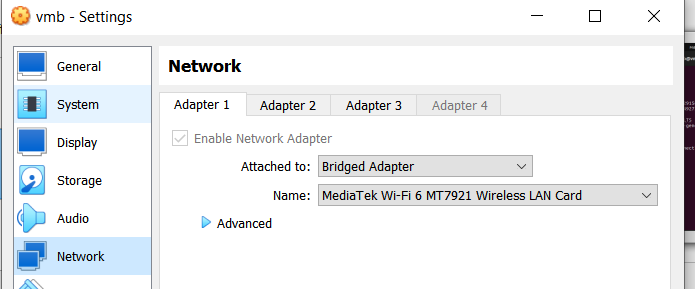 vmb - Settings
General
System
Display
Storage
Audio
Network
Network
Adapter 1 Adapter 2 Adapter 3 Adapter 4
Enable Network Adapter
Attached to: Bridged Adapter
Name: MediaTek Wi-Fi 6 MT7921 Wireless LAN Card
Advanced